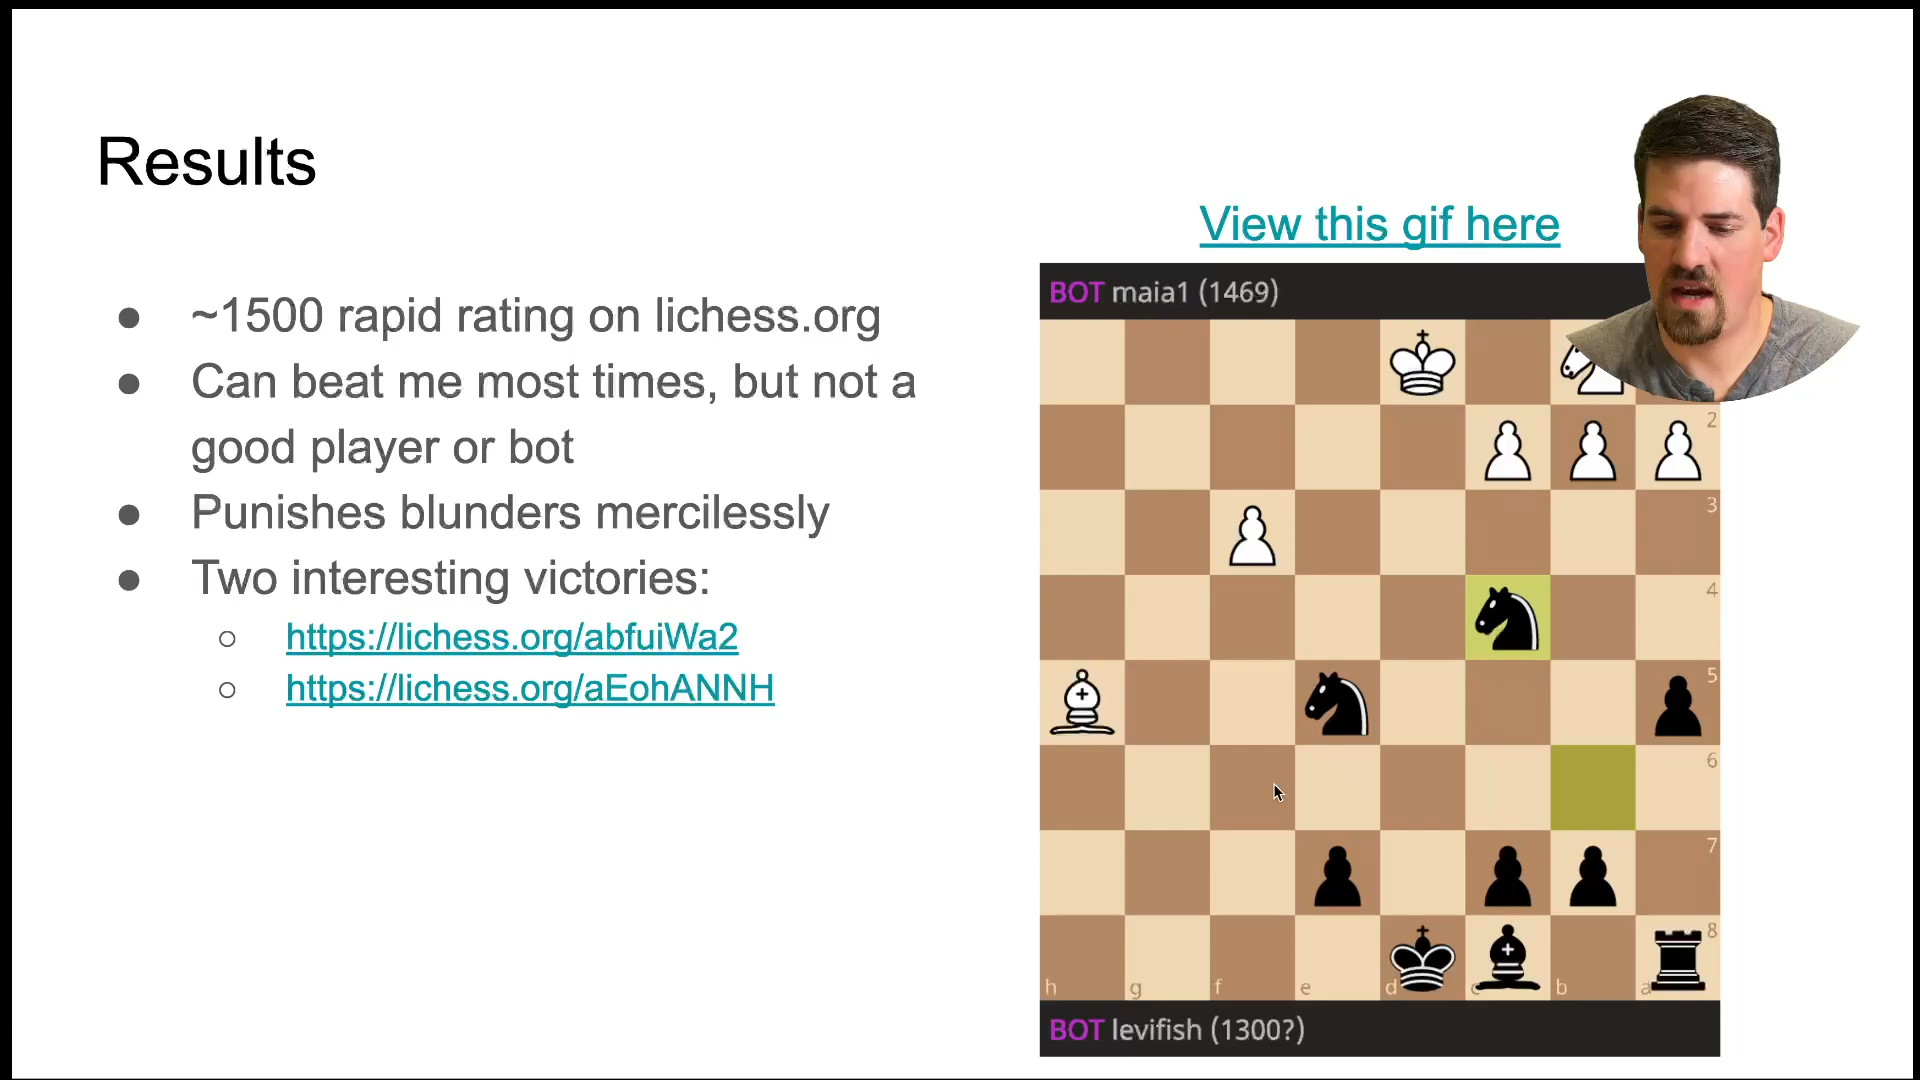 Results
View this gif here
~1500 rapid rating on lichess.org
Can beat me most times, but not a
good player or bot
Punishes blunders mercilessly
Two interesting victories:
https://lichess.org/abfuiWa2
https://lichess.org/aEohANNH
BOT maia1 (1469)
2
3
4
5
6
7
8
h g f e d c b a
BOT levifish (1300?)